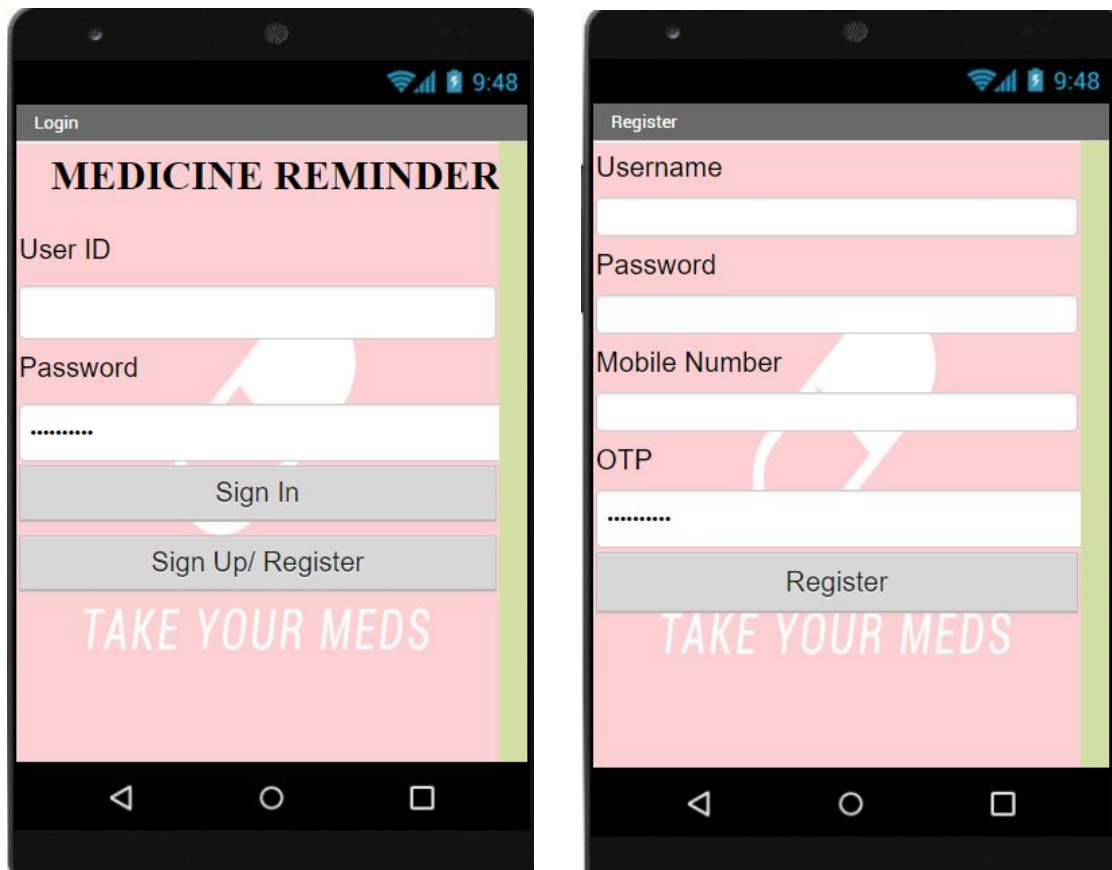 9:48
Login
MEDICINE REMINDER
User ID
Password
••••••••••
Sign In
Sign Up/ Register
TAKE YOUR MEDS
9:48
Register
Username
Password
Mobile Number
OTP
••••••••••
Register
TAKE YOUR MEDS